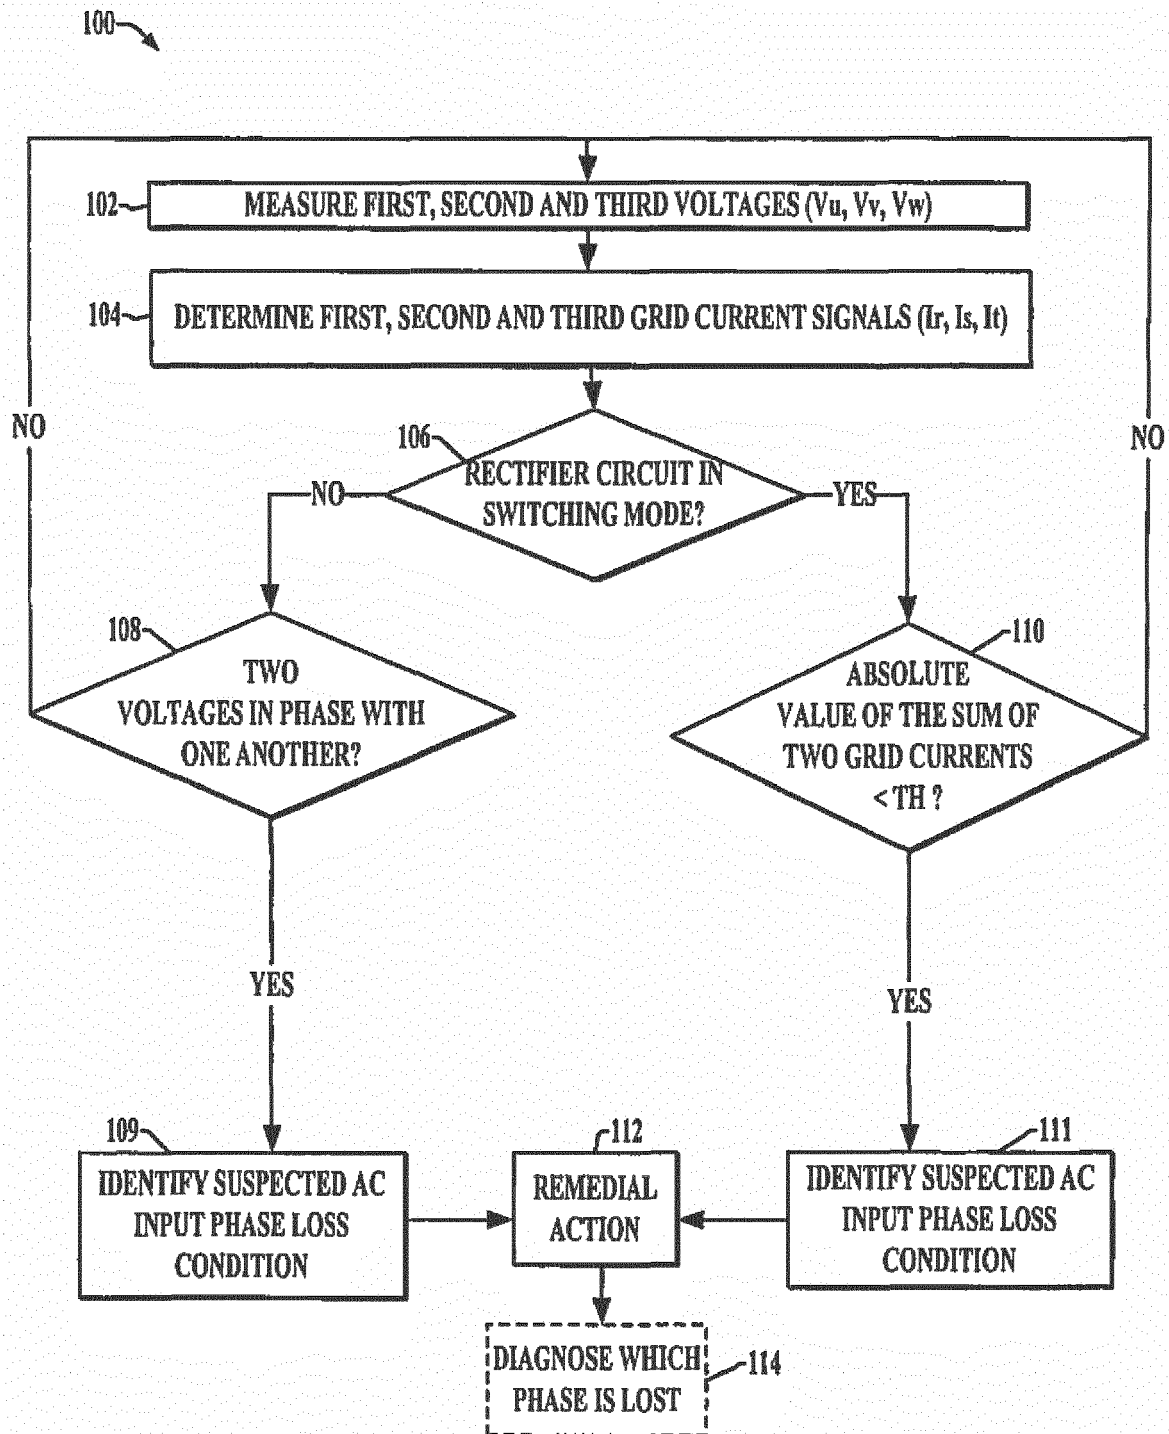 100
102
MEASURE FIRST, SECOND AND THIRD VOLTAGES (Vu, Vv, Vw)
104
DETERMINE FIRST, SECOND AND THIRD GRID CURRENT SIGNALS (Ir, Is, It)
NO
NO
106
RECTIFIER CIRCUIT IN
SWITCHING MODE?
NO
YES
108
TWO
VOLTAGES IN PHASE WITH
ONE ANOTHER?
110
ABSOLUTE
VALUE OF THE SUM OF
TWO GRID CURRENTS
< TH ?
YES
YES
109
IDENTIFY SUSPECTED AC
INPUT PHASE LOSS
CONDITION
112
REMEDIAL
ACTION
111
IDENTIFY SUSPECTED AC
INPUT PHASE LOSS
CONDITION
DIAGNOSE WHICH
PHASE IS LOST
114